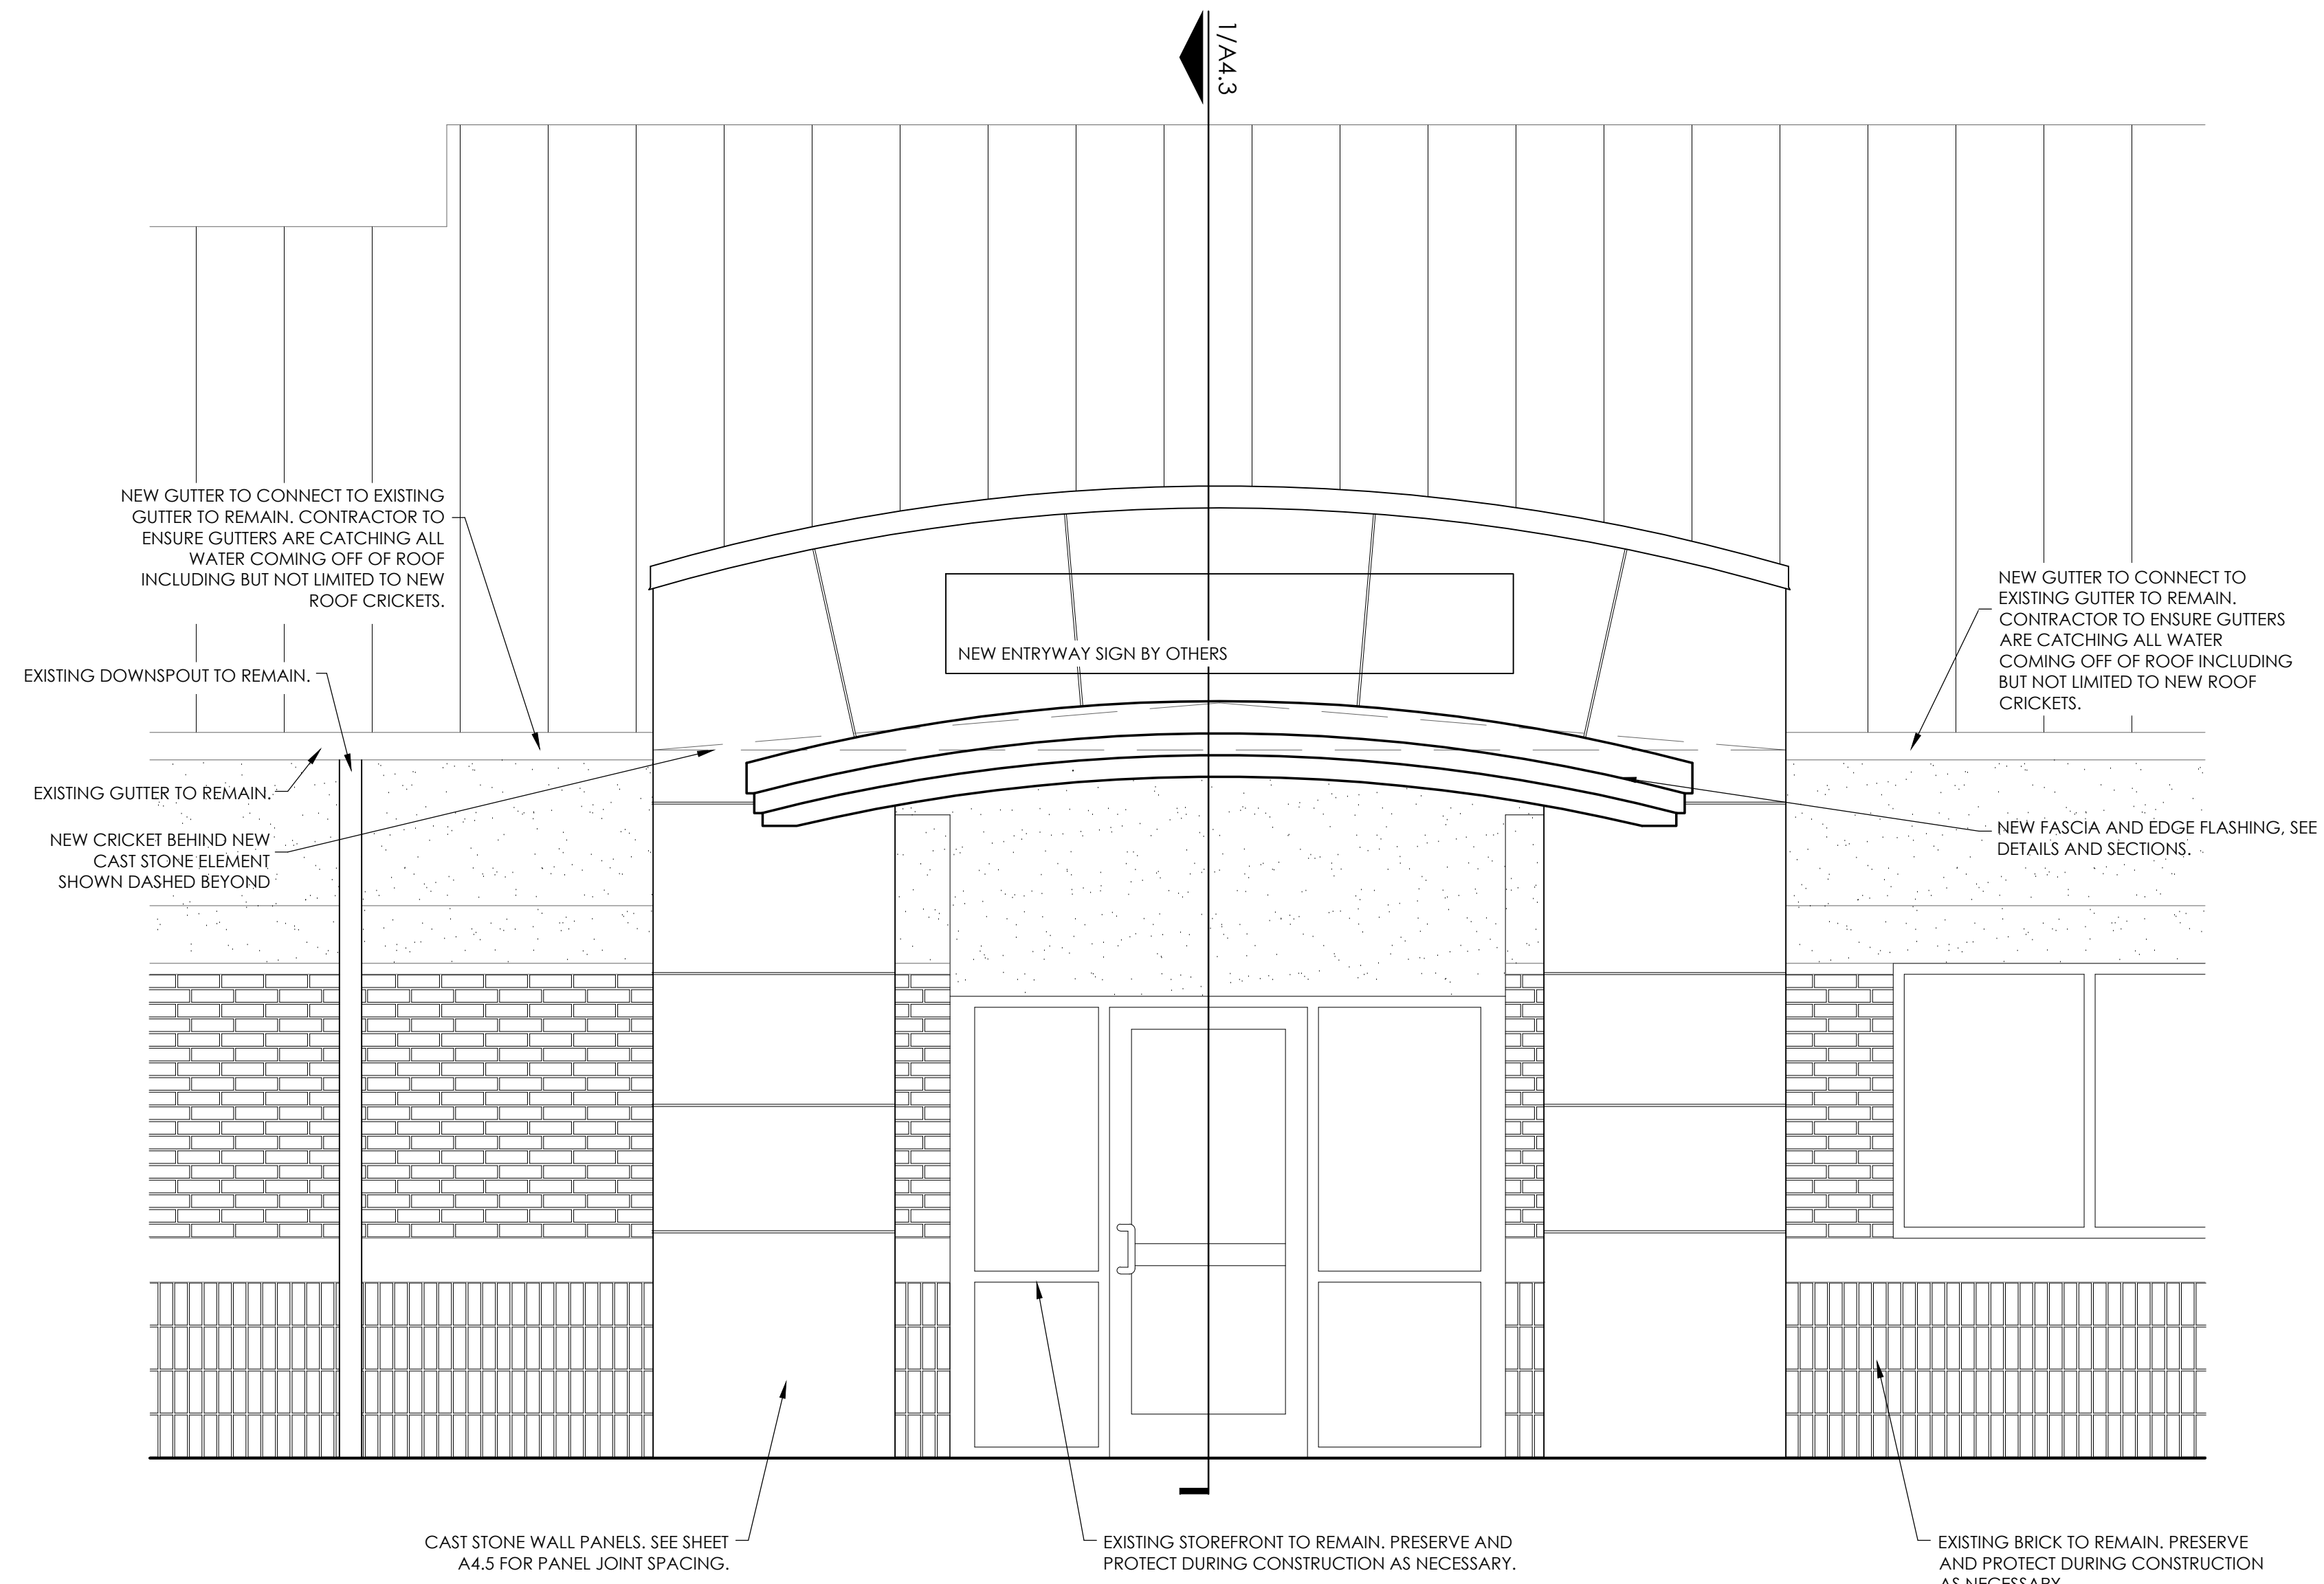 1/A4.3
NEW GUTTER TO CONNECT TO EXISTING
GUTTER TO REMAIN. CONTRACTOR TO
ENSURE GUTTERS ARE CATCHING ALL
WATER COMING OFF OF ROOF
INCLUDING BUT NOT LIMITED TO NEW
ROOF CRICKETS.
NEW GUTTER TO CONNECT TO
EXISTING GUTTER TO REMAIN.
CONTRACTOR TO ENSURE GUTTERS
ARE CATCHING ALL WATER
COMING OFF OF ROOF INCLUDING
BUT NOT LIMITED TO NEW ROOF
CRICKETS.
NEW ENTRYWAY SIGN BY OTHERS
EXISTING DOWNSPOUT TO REMAIN.
EXISTING GUTTER TO REMAIN.
NEW CRICKET BEHIND NEW
CAST STONE ELEMENT
SHOWN DASHED BEYOND
NEW FASCIA AND EDGE FLASHING, SEE
DETAILS AND SECTIONS.
CAST STONE WALL PANELS. SEE SHEET
A4.5 FOR PANEL JOINT SPACING.
EXISTING STOREFRONT TO REMAIN. PRESERVE AND
PROTECT DURING CONSTRUCTION AS NECESSARY.
EXISTING BRICK TO REMAIN. PRESERVE
AND PROTECT DURING CONSTRUCTION
AS NECESSARY.